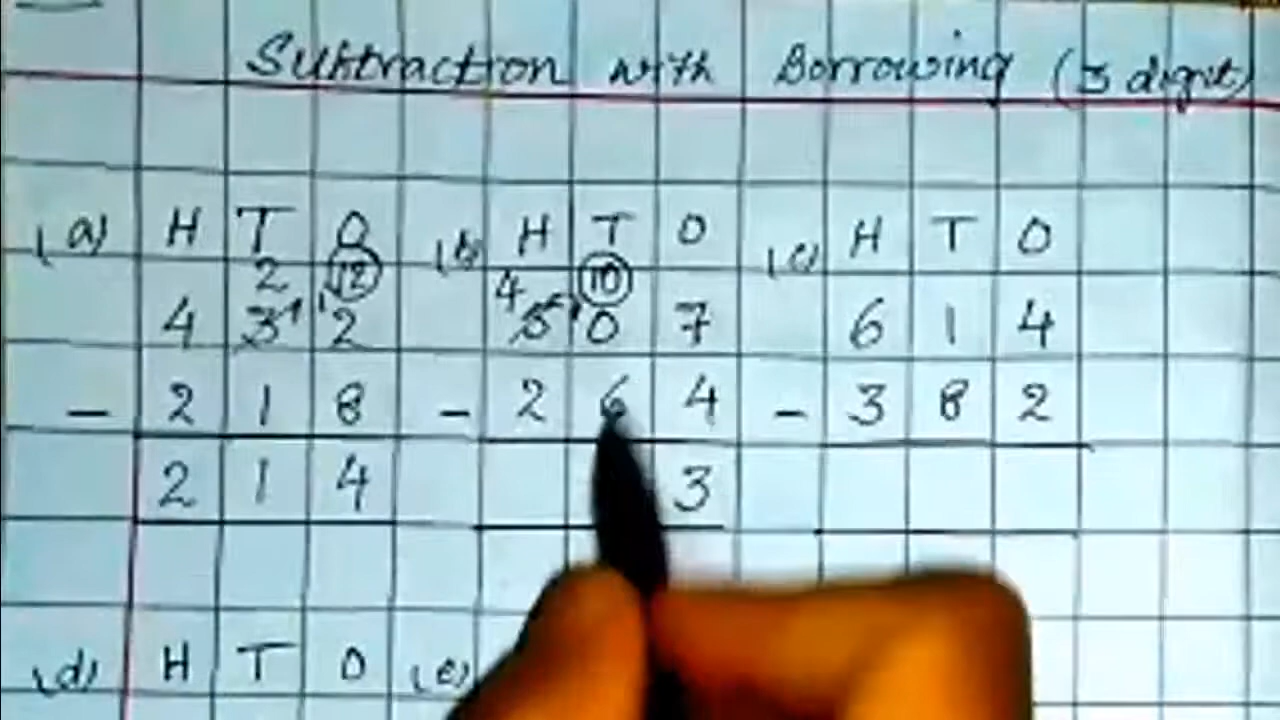 Subtraction with Borrowing (3 digit)
(a) H T O (b) H T O (c) H T O
2 12 4 10
4 3 1 2 5 0 7 6 1 4
- 2 1 8 - 2 6 4 - 3 8 2
2 1 4 3
(d) H T O (e)